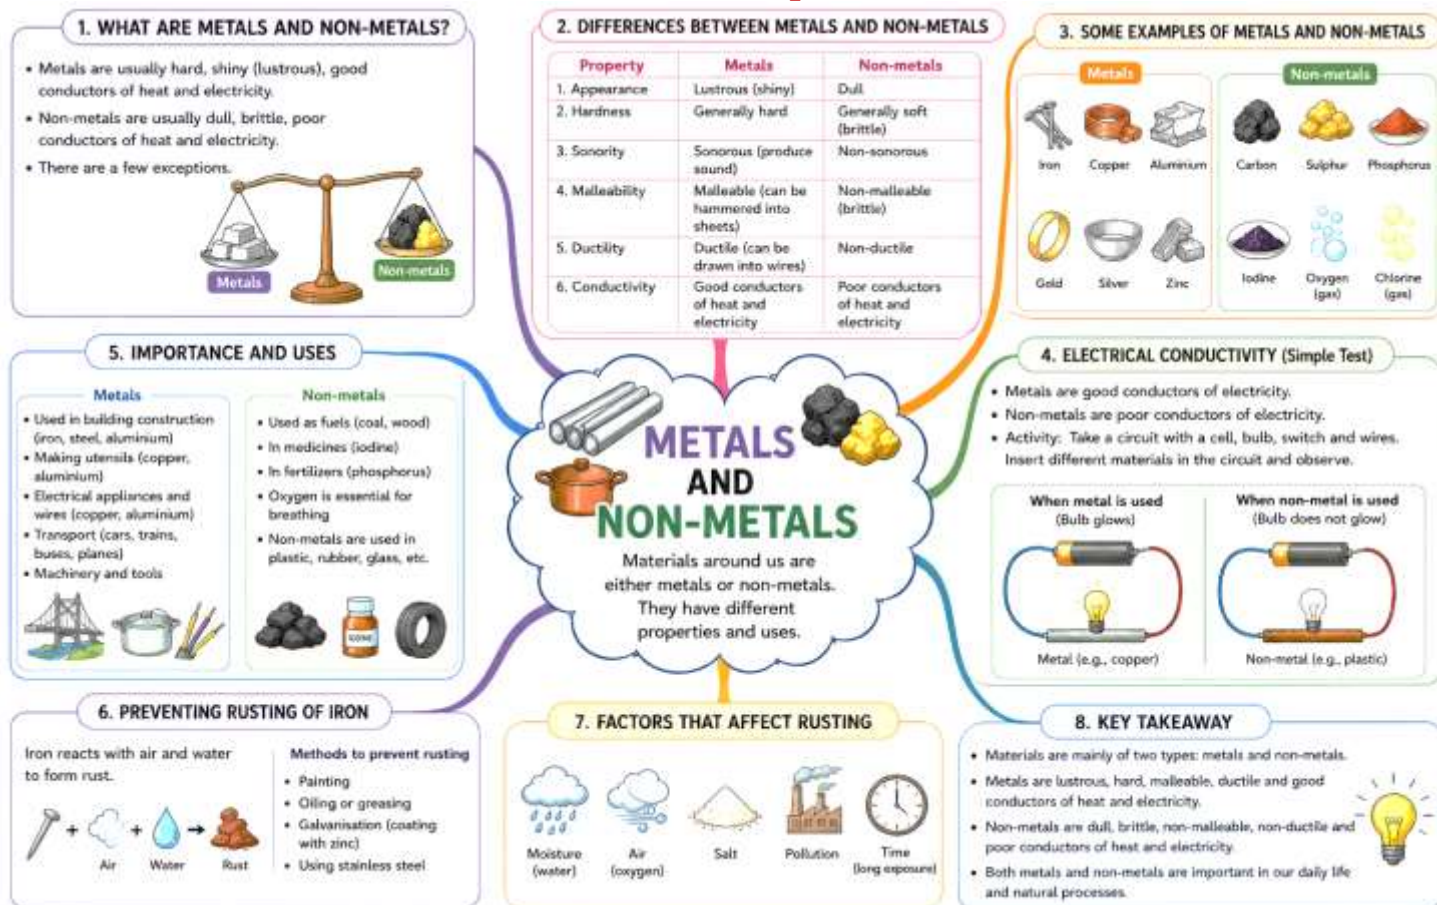 1. WHAT ARE METALS AND NON-METALS?
• Metals are usually hard, shiny (lustrous), good
conductors of heat and electricity.
• Non-metals are usually dull, brittle, poor
conductors of heat and electricity.
• There are a few exceptions.
Metals
Non-metals
2. DIFFERENCES BETWEEN METALS AND NON-METALS
Property Metals Non-metals
1. Appearance Lustrous (shiny) Dull
2. Hardness Generally hard Generally soft
(brittle)
3. Sonority Sonorous (produce Non-sonorous
sound)
4. Malleability Malleable (can be Non-malleable
hammered into (brittle)
sheets)
5. Ductility Ductile (can be Non-ductile
drawn into wires)
6. Conductivity Good conductors Poor conductors
of heat and of heat and
electricity electricity
3. SOME EXAMPLES OF METALS AND NON-METALS
Metals
Iron Copper Aluminium
Gold Silver Zinc
Non-metals
Carbon Sulphur Phosphorus
Iodine Oxygen Chlorine
(gas) (gas)
METALS
AND
NON-METALS
Materials around us are
either metals or non-metals.
They have different
properties and uses.
4. ELECTRICAL CONDUCTIVITY (Simple Test)
• Metals are good conductors of electricity.
• Non-metals are poor conductors of electricity.
• Activity: Take a circuit with a cell, bulb, switch and wires.
Insert different materials in the circuit and observe.
When metal is used
(Bulb glows)
Metal (e.g., copper)
When non-metal is used
(Bulb does not glow)
Non-metal (e.g., plastic)
5. IMPORTANCE AND USES
Metals
• Used in building construction
(iron, steel, aluminium)
• Making utensils (copper,
aluminium)
• Electrical appliances and
wires (copper, aluminium)
• Transport (cars, trains,
buses, planes)
• Machinery and tools
Non-metals
• Used as fuels (coal, wood)
• In medicines (iodine)
• In fertilizers (phosphorus)
• Oxygen is essential for
breathing
• Non-metals are used in
plastic, rubber, glass, etc.
6. PREVENTING RUSTING OF IRON
Iron reacts with air and water
to form rust.
+ + →
Air Water Rust
Methods to prevent rusting
• Painting
• Oiling or greasing
• Galvanisation (coating
with zinc)
• Using stainless steel
7. FACTORS THAT AFFECT RUSTING
Moisture Air Salt Pollution Time
(water) (oxygen) (long exposure)
8. KEY TAKEAWAY
• Materials are mainly of two types: metals and non-metals.
• Metals are lustrous, hard, malleable, ductile and good
conductors of heat and electricity.
• Non-metals are dull, brittle, non-malleable, non-ductile and
poor conductors of heat and electricity.
• Both metals and non-metals are important in our daily life
and natural processes.